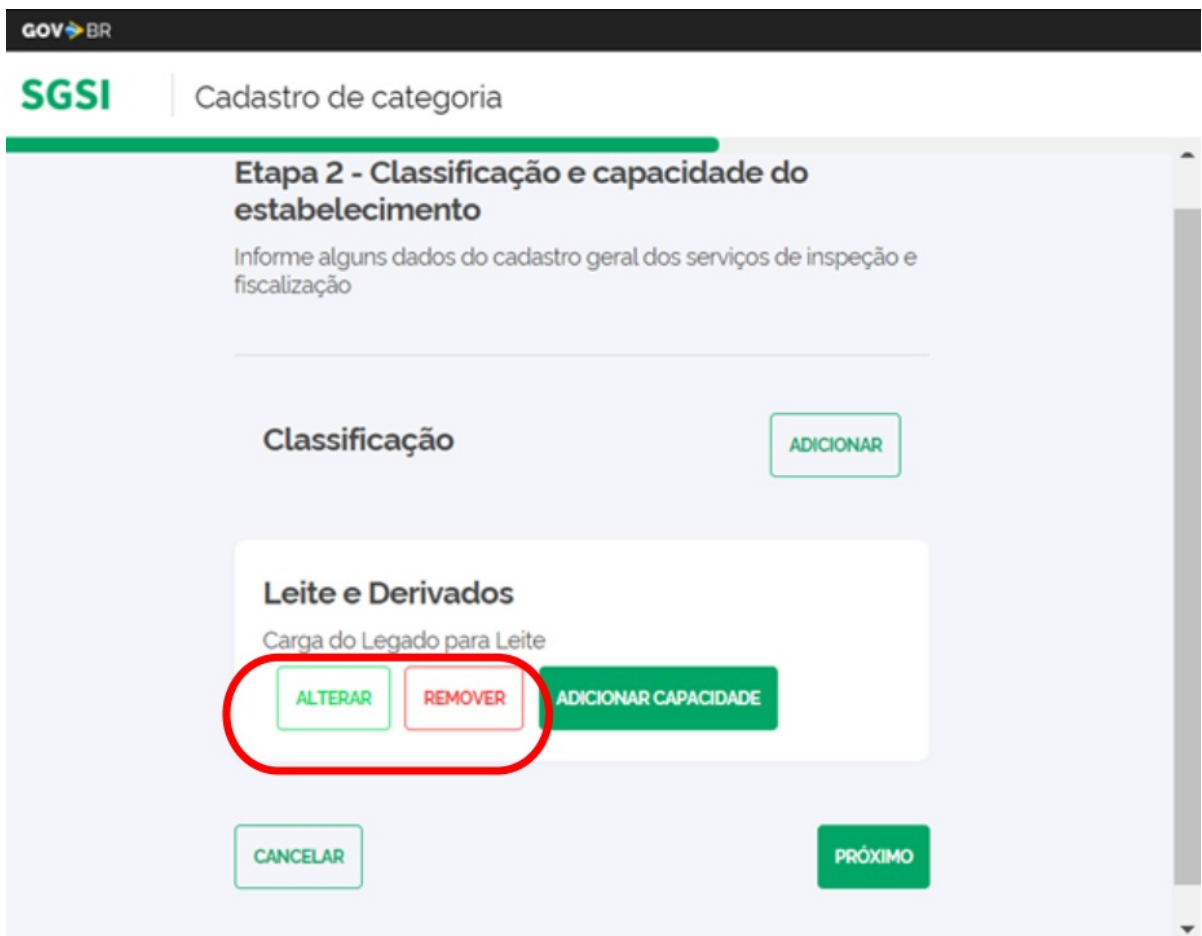 GOV BR
SGSI
Cadastro de categoria
Etapa 2 - Classificação e capacidade do
estabelecimento
Informe alguns dados do cadastro geral dos serviços de inspeção e
fiscalização
Classificação
ADICIONAR
Leite e Derivados
Carga do Legado para Leite
ALTERAR
REMOVER
ADICIONAR CAPACIDADE
CANCELAR
PRÓXIMO